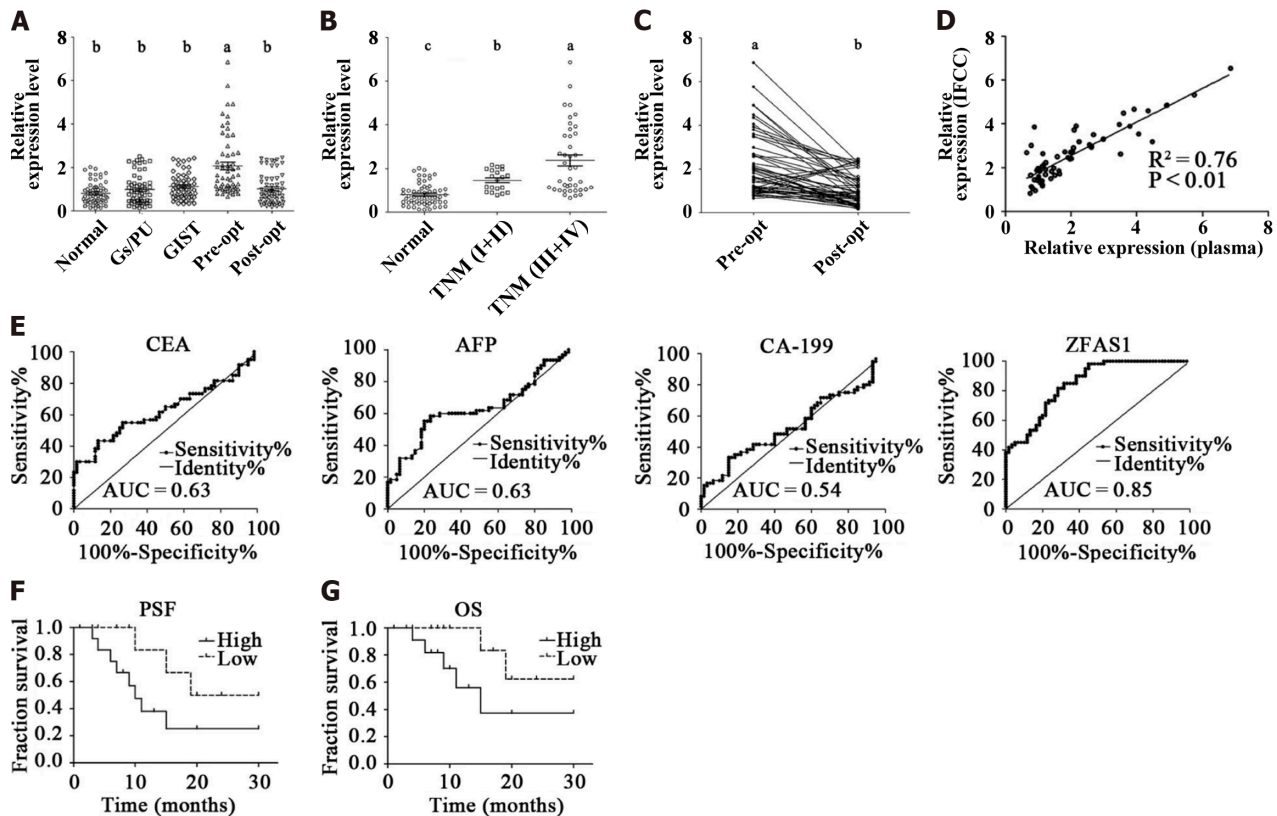 A
Relative
expression level
8
6
4
2
0
b b b a b
Normal
Gs/PU
GIST
Pre-opt
Post-opt
B
Relative
expression level
8
6
4
2
0
c b a
Normal
TNM (I+II)
TNM (III+IV)
C
Relative
expression level
8
6
4
2
0
a b
Pre-opt
Post-opt
D
Relative
expression (IFCC)
8
6
4
2
0
R² = 0.76
P < 0.01
0 2 4 6 8
Relative expression (plasma)
E
CEA
Sensitivity%
100
80
60
40
20
0
Sensitivity%
Identity%
AUC = 0.63
0 20 40 60 80 100
100%-Specificity%
AFP
Sensitivity%
100
80
60
40
20
0
Sensitivity%
Identity%
AUC = 0.63
0 20 40 60 80 100
100%-Specificity%
CA-199
Sensitivity%
100
80
60
40
20
0
Sensitivity%
Identity%
AUC = 0.54
0 20 40 60 80 100
100%-Specificity%
ZFAS1
Sensitivity%
100
80
60
40
20
0
Sensitivity%
Identity%
AUC = 0.85
0 20 40 60 80 100
100%-Specificity%
F
PSF
Fraction survival
1.0
0.8
0.6
0.4
0.2
0.0
High
Low
0 10 20 30
Time (months)
G
OS
Fraction survival
1.0
0.8
0.6
0.4
0.2
0.0
High
Low
0 10 20 30
Time (months)